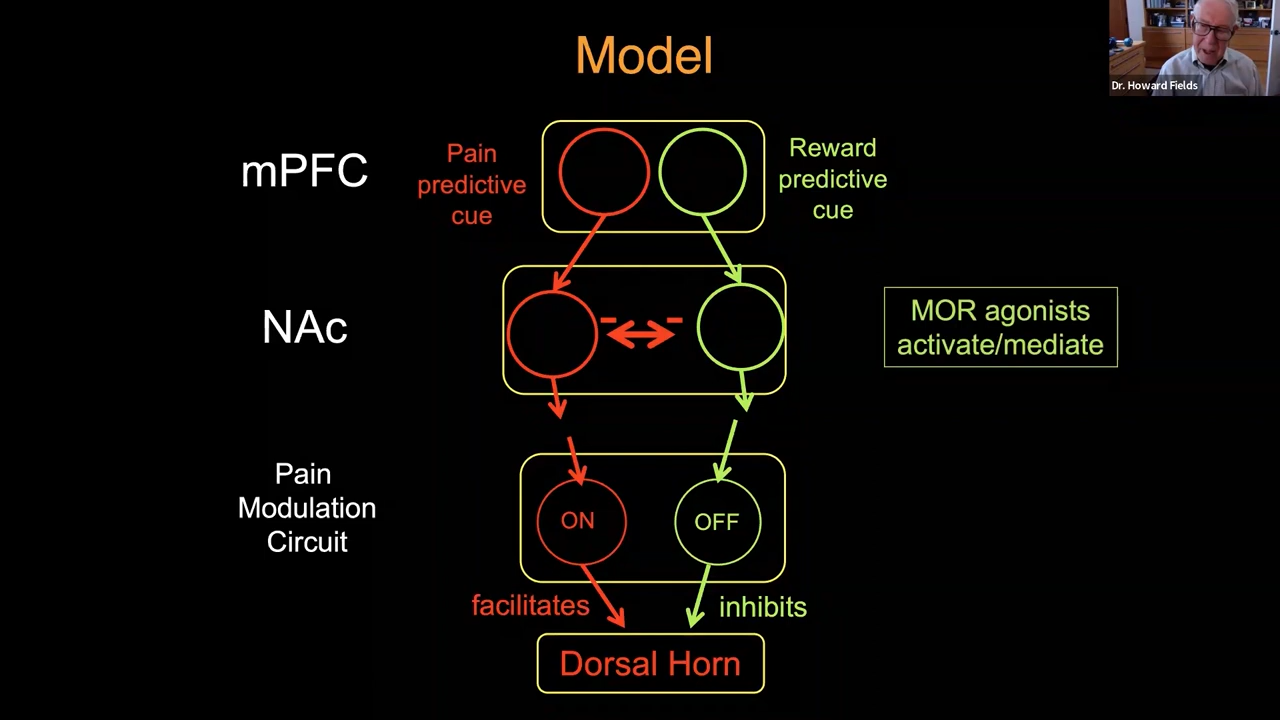 Model
Dr. Howard Fields
mPFC
Pain
predictive
cue
Reward
predictive
cue
NAc
- -
MOR agonists
activate/mediate
Pain
Modulation
Circuit
ON
OFF
facilitates
inhibits
Dorsal Horn